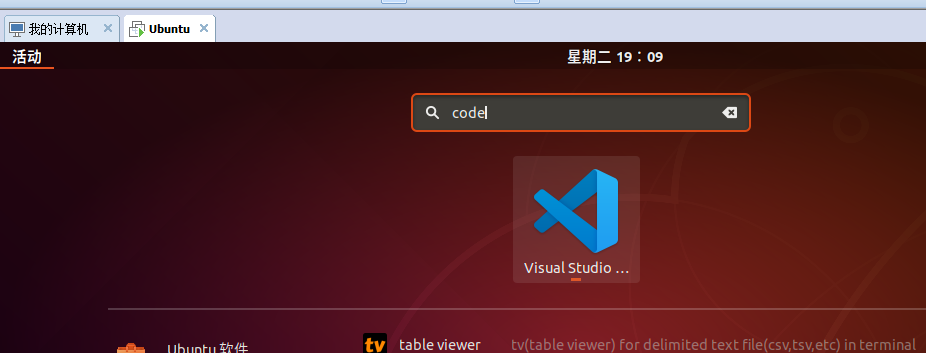 我的计算机
Ubuntu
活动
星期二 19：09
code
Visual Studio ...
Ubuntu 软件
tv table viewer tv(table viewer) for delimited text file(csv,tsv,etc) in terminal